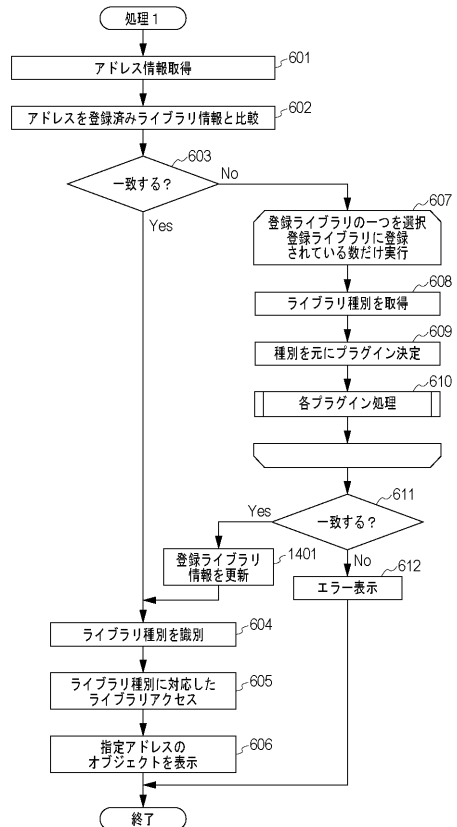 処理1
アドレス情報取得
601
アドレスを登録済みライブラリ情報と比較
602
一致する?
603
No
Yes
登録ライブラリの一つを選択
登録ライブラリに登録
されている数だけ実行
607
ライブラリ種別を取得
608
種別を元にプラグイン決定
609
各プラグイン処理
610
一致する?
611
Yes
No
登録ライブラリ
情報を更新
1401
エラー表示
612
ライブラリ種別を識別
604
ライブラリ種別に対応した
ライブラリアクセス
605
指定アドレスの
オブジェクトを表示
606
終了